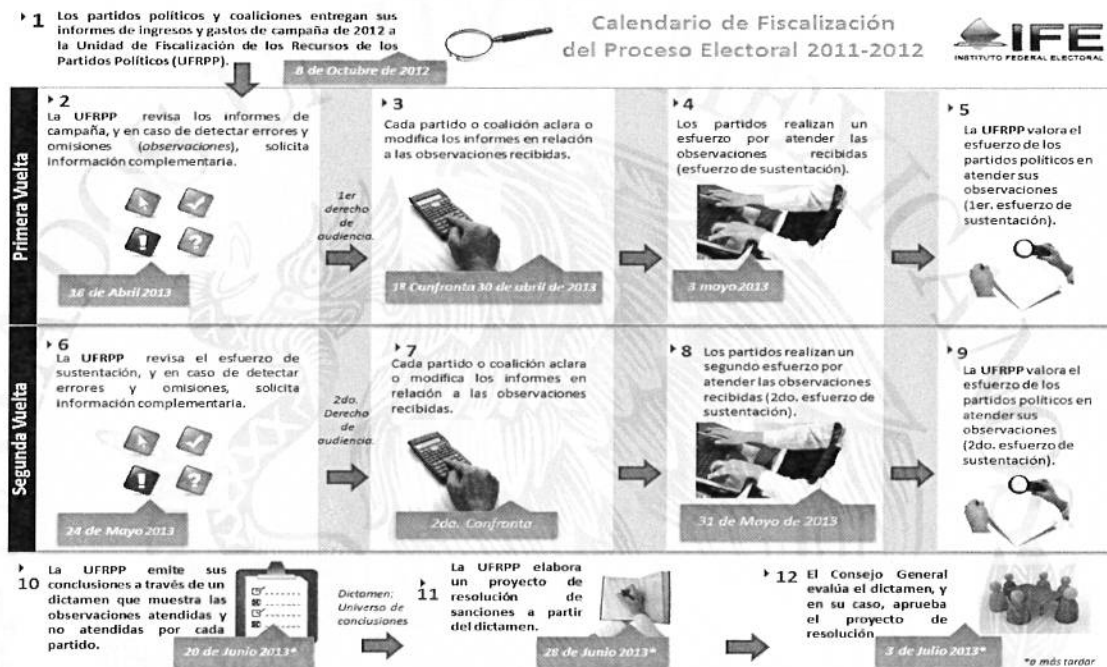 1 Los partidos políticos y coaliciones entregan sus
informes de ingresos y gastos de campaña de 2012 a
la Unidad de Fiscalización de los Recursos de los
Partidos Políticos (UFRPP).
8 de Octubre de 2012
Calendario de Fiscalización
del Proceso Electoral 2011-2012
IFE
INSTITUTO FEDERAL ELECTORAL
Primera Vuelta
2
La UFRPP revisa los informes de
campaña, y en caso de detectar errores y
omisiones (observaciones), solicita
información complementaria.
16 de Abril 2013
1er
derecho
de
audiencia.
3
Cada partido o coalición aclara o
modifica los informes en relación
a las observaciones recibidas.
1ª Confronta 30 de abril de 2013
4
Los partidos realizan un
esfuerzo por atender las
observaciones recibidas
(esfuerzo de sustentación).
3 mayo 2013
5
La UFRPP valora el
esfuerzo de los
partidos políticos en
atender sus
observaciones
(1er. esfuerzo de
sustentación).
Segunda Vuelta
6
La UFRPP revisa el esfuerzo de
sustentación, y en caso de detectar
errores y omisiones, solicita
información complementaria.
24 de Mayo 2013
2do.
Derecho
de
audiencia.
7
Cada partido o coalición aclara
o modifica los informes en
relación a las observaciones
recibidas.
2da. Confronta
8 Los partidos realizan un
segundo esfuerzo por
atender las observaciones
recibidas (2do. esfuerzo de
sustentación).
31 de Mayo de 2013
9
La UFRPP valora el
esfuerzo de los
partidos políticos en
atender sus
observaciones
(2do. esfuerzo de
sustentación).
10 La UFRPP emite sus
conclusiones a través de un
dictamen que muestra las
observaciones atendidas y
no atendidas por cada
partido.
20 de Junio 2013*
Dictamen:
Universo de
conclusiones
11 La UFRPP elabora
un proyecto de
resolución de
sanciones a partir
del dictamen.
28 de Junio 2013*
12 El Consejo General
evalúa el dictamen, y
en su caso, aprueba
el proyecto de
resolución
3 de Julio 2013*
*a más tardar